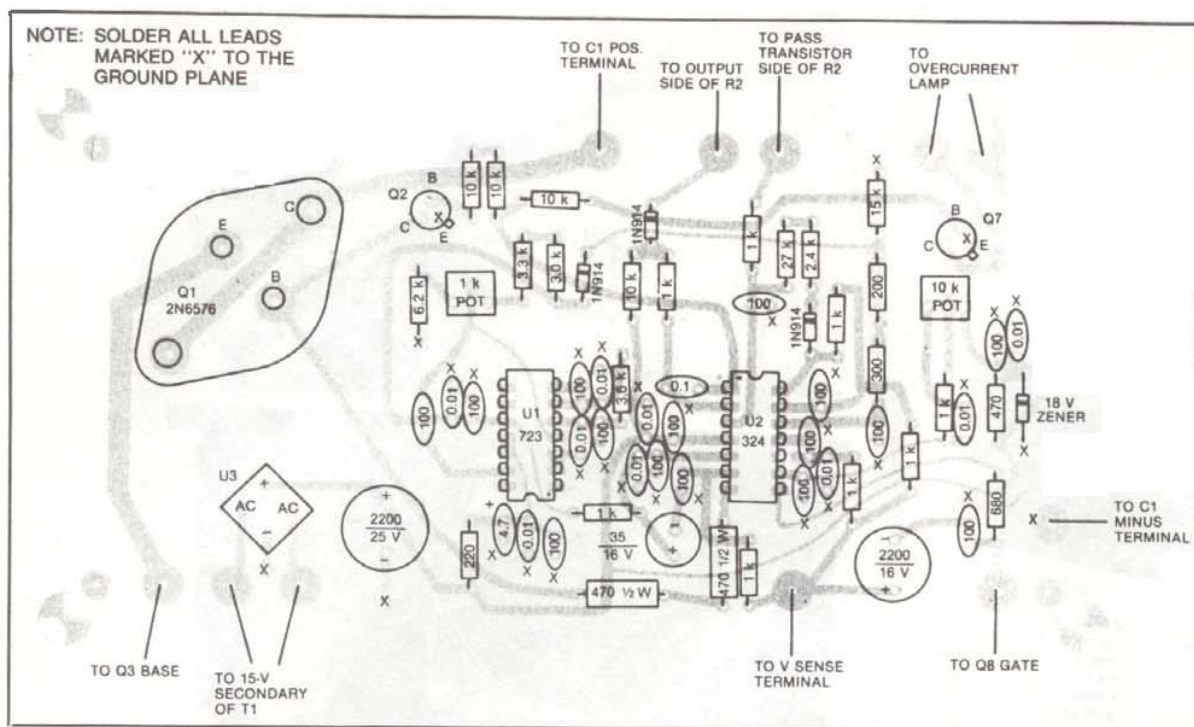 NOTE: SOLDER ALL LEADS
MARKED "X" TO THE
GROUND PLANE
TO C1 POS.
TERMINAL
TO OUTPUT
SIDE OF R2
TO PASS
TRANSISTOR
SIDE OF R2
TO
OVERCURRENT
LAMP
X
B
Q2
X
C
E
10 k
10 k
10 k
1N914
1 k
27 k
2.4 k
15 k
B
Q7
X
C
E
C
E
B
Q1
2N6576
6.2 k
X
1 k
POT
3.3 k
3.0 k
1N914
10 k
1 k
100
X
1N914
1 k
200
10 k
POT
X
X
100
0.01
X
X
X
X
100
0.01
100
U1
723
100
0.01
0.01
100
3.6 k
X
0.1
0.01
100
0.01
100
100
U2
324
X
100
100
100
0.01
1 k
X
300
100
X
1 k
1 k
X
0.01
470
18 V
ZENER
X
U3
+
AC
AC
-
X
+
2200
25 V
-
X
220
+
4.7
0.01
100
X
X
X
1 k
35
16 V
-
+
470 ½ W
470 1/2 W
1 k
-
2200
16 V
+
X
100
680
X
TO C1
MINUS
TERMINAL
TO Q3 BASE
TO 15-V
SECONDARY
OF T1
TO V SENSE
TERMINAL
TO Q8 GATE